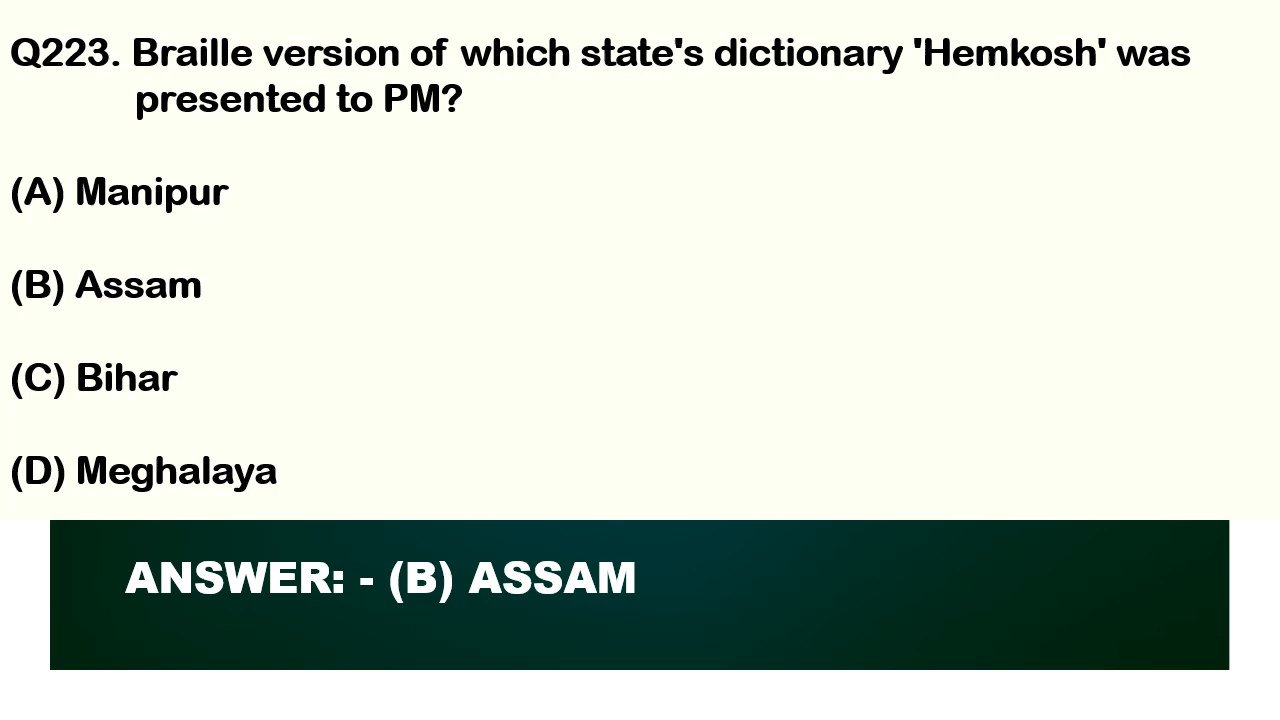 Q223. Braille version of which state's dictionary 'Hemkosh' was
presented to PM?
(A) Manipur
(B) Assam
(C) Bihar
(D) Meghalaya
ANSWER: - (B) ASSAM